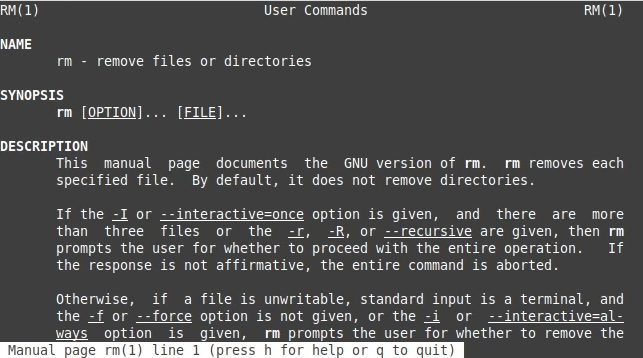 RM(1) User Commands RM(1)
NAME
rm - remove files or directories
SYNOPSIS
rm [OPTION]... [FILE]...
DESCRIPTION
This manual page documents the GNU version of rm. rm removes each
specified file. By default, it does not remove directories.
If the -I or --interactive=once option is given, and there are more
than three files or the -r, -R, or --recursive are given, then rm
prompts the user for whether to proceed with the entire operation. If
the response is not affirmative, the entire command is aborted.
Otherwise, if a file is unwritable, standard input is a terminal, and
the -f or --force option is not given, or the -i or --interactive=al-
ways option is given, rm prompts the user for whether to remove the
Manual page rm(1) line 1 (press h for help or q to quit)